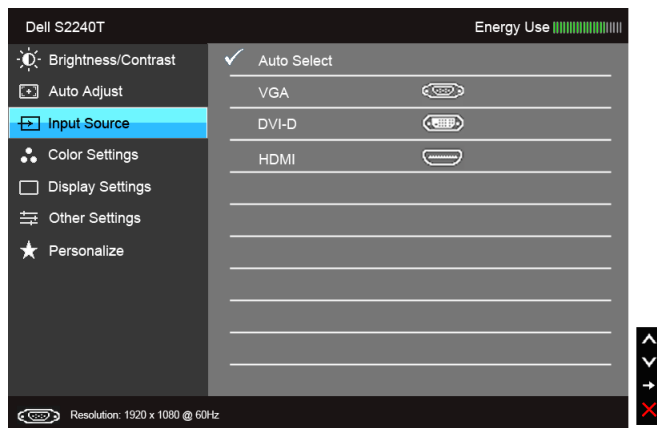 Dell S2240T
Energy Use
Brightness/Contrast
Auto Adjust
Input Source
Color Settings
Display Settings
Other Settings
Personalize
Auto Select
VGA
DVI-D
HDMI
Resolution: 1920 x 1080 @ 60Hz